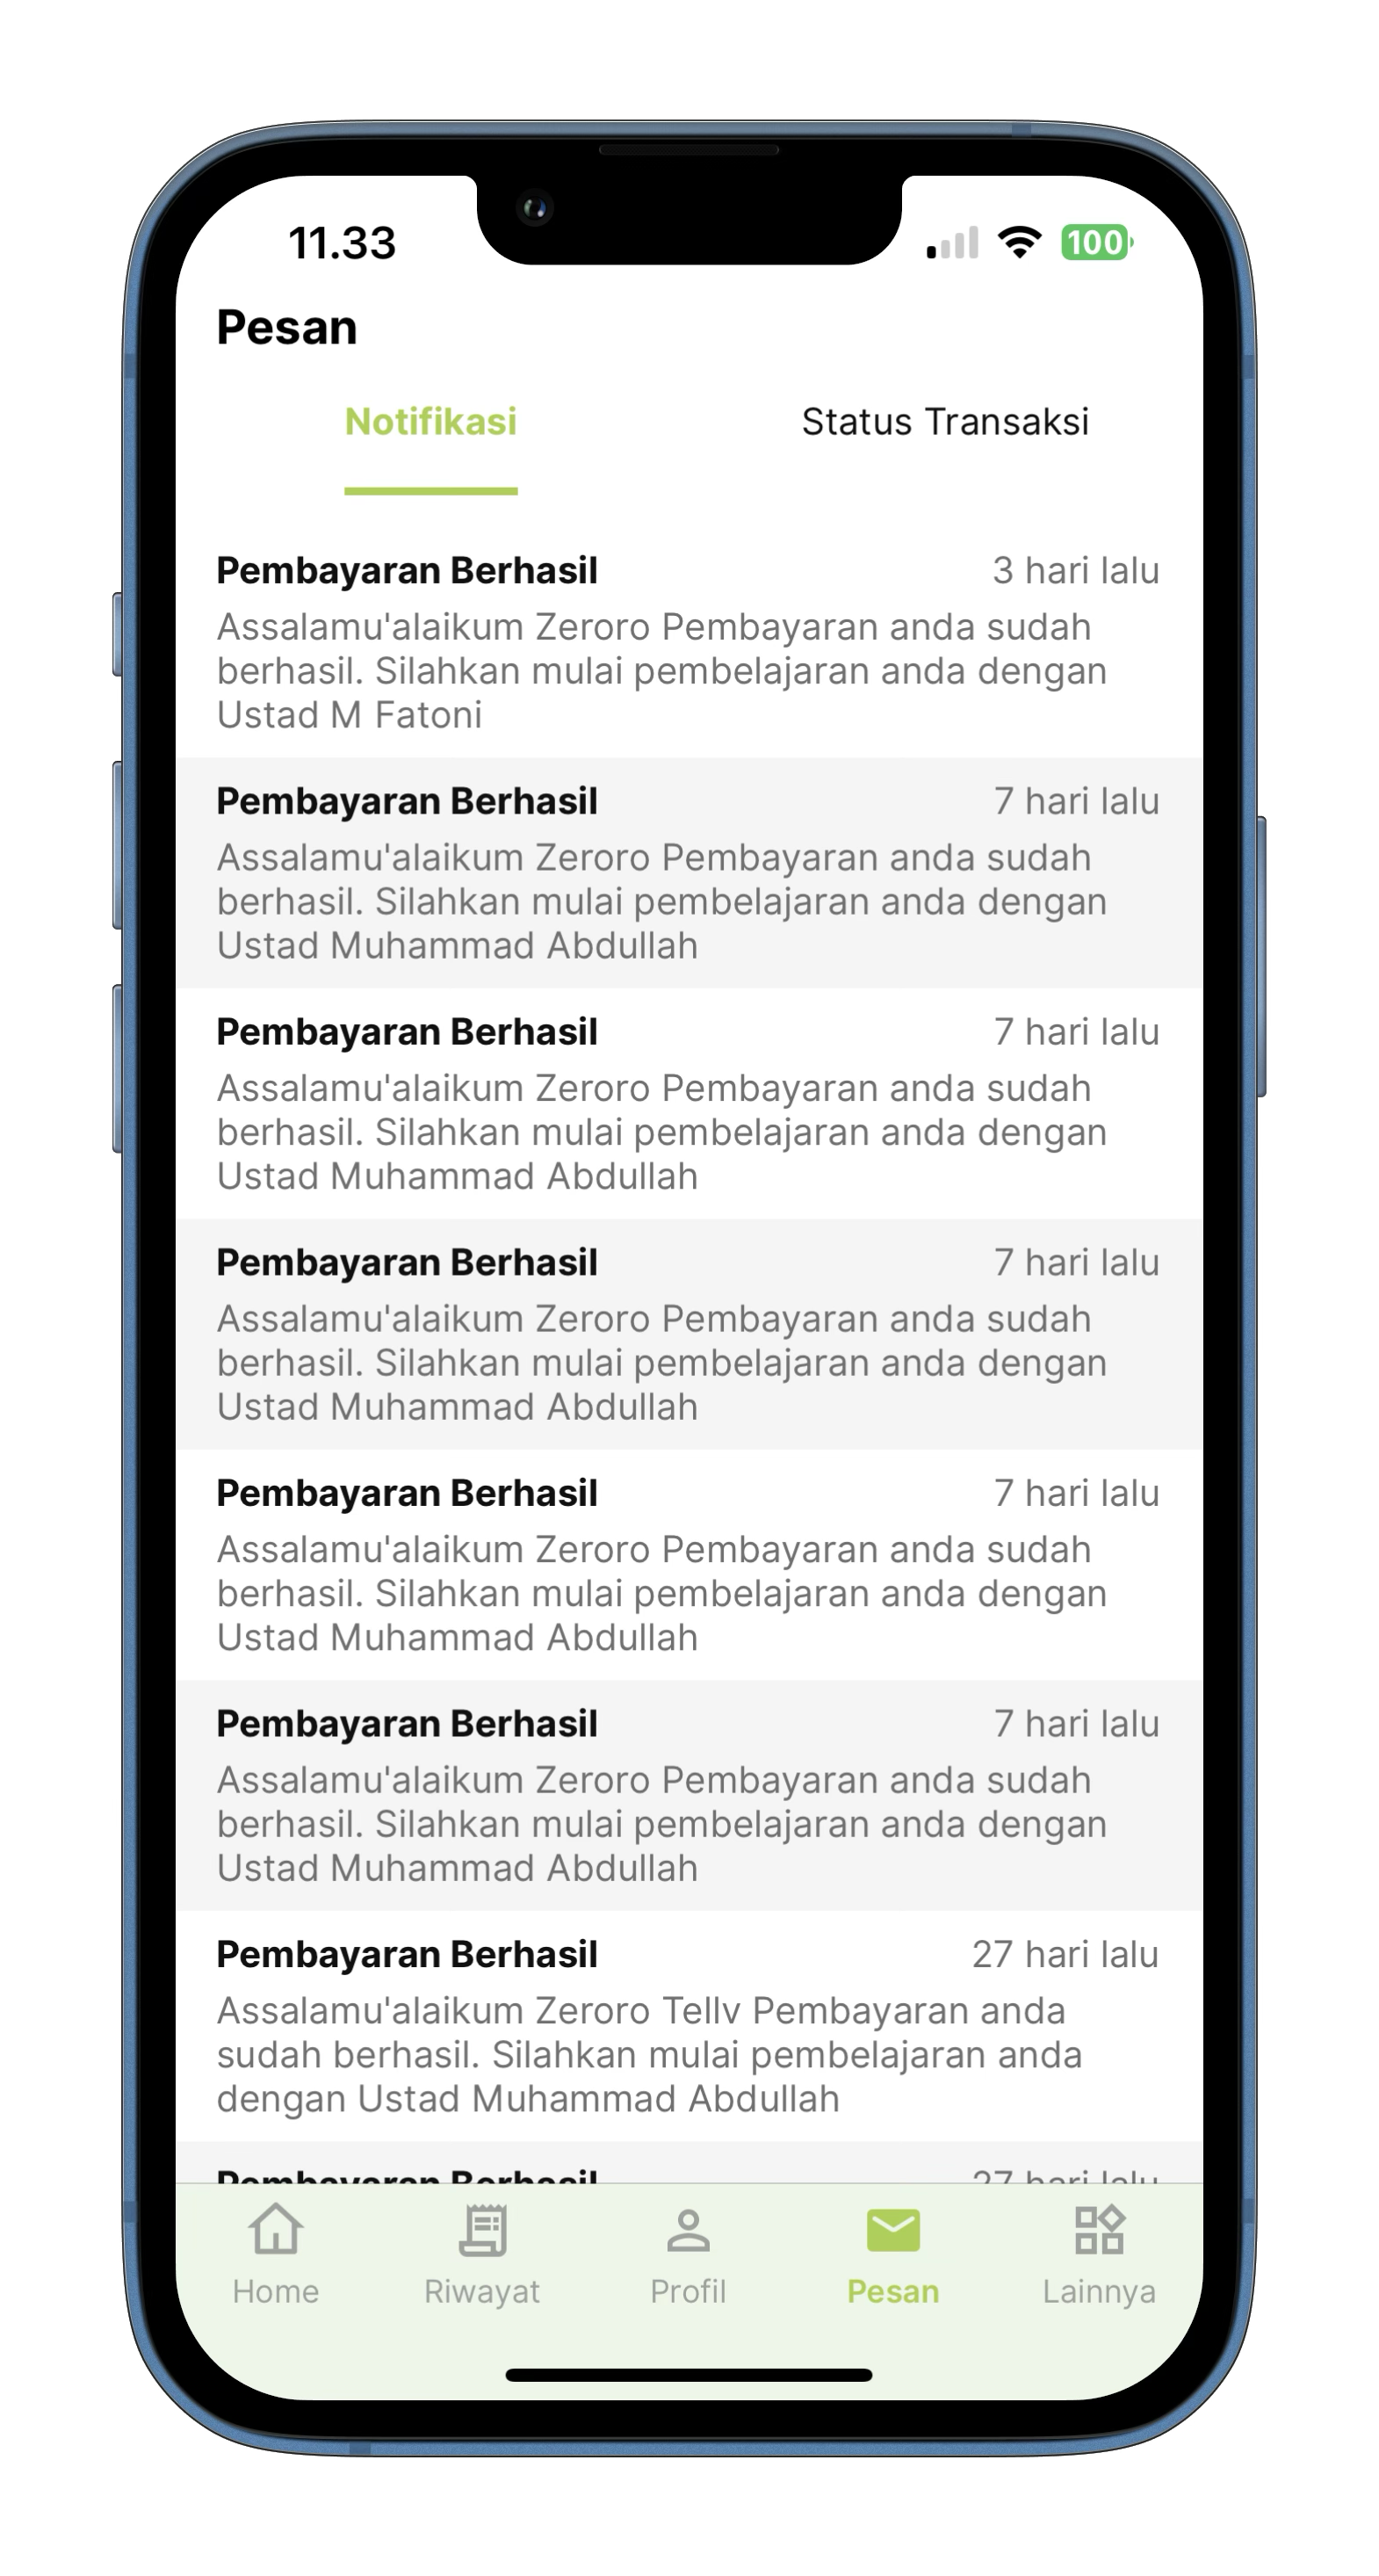 11.33
100
Pesan
Notifikasi
Status Transaksi
Pembayaran Berhasil
3 hari lalu
Assalamu'alaikum Zeroro Pembayaran anda sudah
berhasil. Silahkan mulai pembelajaran anda dengan
Ustad M Fatoni
Pembayaran Berhasil
7 hari lalu
Assalamu'alaikum Zeroro Pembayaran anda sudah
berhasil. Silahkan mulai pembelajaran anda dengan
Ustad Muhammad Abdullah
Pembayaran Berhasil
7 hari lalu
Assalamu'alaikum Zeroro Pembayaran anda sudah
berhasil. Silahkan mulai pembelajaran anda dengan
Ustad Muhammad Abdullah
Pembayaran Berhasil
7 hari lalu
Assalamu'alaikum Zeroro Pembayaran anda sudah
berhasil. Silahkan mulai pembelajaran anda dengan
Ustad Muhammad Abdullah
Pembayaran Berhasil
7 hari lalu
Assalamu'alaikum Zeroro Pembayaran anda sudah
berhasil. Silahkan mulai pembelajaran anda dengan
Ustad Muhammad Abdullah
Pembayaran Berhasil
7 hari lalu
Assalamu'alaikum Zeroro Pembayaran anda sudah
berhasil. Silahkan mulai pembelajaran anda dengan
Ustad Muhammad Abdullah
Pembayaran Berhasil
27 hari lalu
Assalamu'alaikum Zeroro Tellv Pembayaran anda
sudah berhasil. Silahkan mulai pembelajaran anda
dengan Ustad Muhammad Abdullah
Pembayaran Berhasil
27 hari lalu
Home
Riwayat
Profil
Pesan
Lainnya